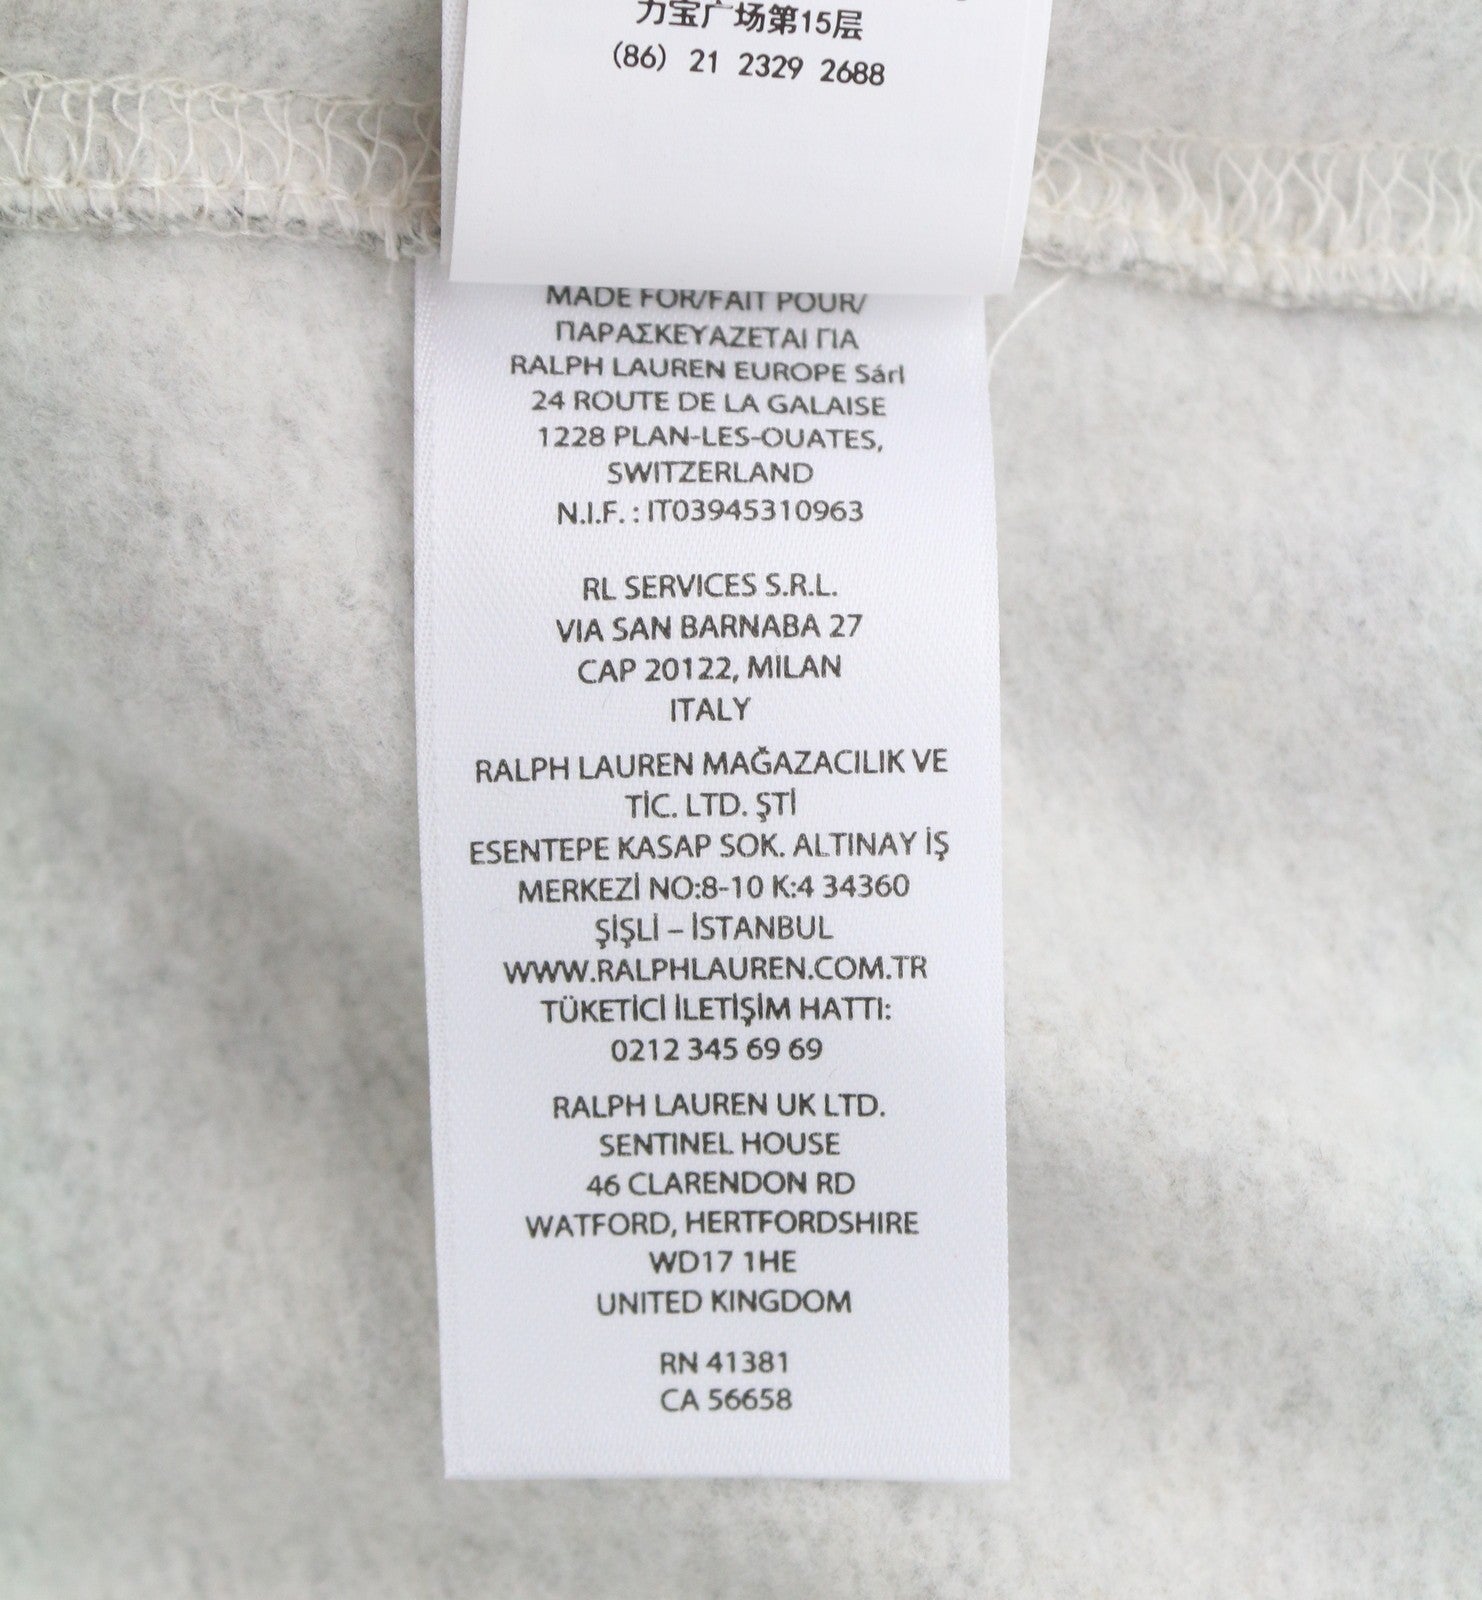 力宝广场第15层
(86) 21 2329 2688
MADE FOR/FAIT POUR/
ΠΑΡΑΣΚΕΥΑΖΕΤΑΙ ΓΙΑ
RALPH LAUREN EUROPE Sárl
24 ROUTE DE LA GALAISE
1228 PLAN-LES-OUATES,
SWITZERLAND
N.I.F. : IT03945310963
RL SERVICES S.R.L.
VIA SAN BARNABA 27
CAP 20122, MILAN
ITALY
RALPH LAUREN MAĞAZACILIK VE
TİC. LTD. ŞTİ
ESENTEPE KASAP SOK. ALTINAY İŞ
MERKEZİ NO:8-10 K:4 34360
ŞİŞLİ – İSTANBUL
WWW.RALPHLAUREN.COM.TR
TÜKETİCİ İLETİŞİM HATTI:
0212 345 69 69
RALPH LAUREN UK LTD.
SENTINEL HOUSE
46 CLARENDON RD
WATFORD, HERTFORDSHIRE
WD17 1HE
UNITED KINGDOM
RN 41381
CA 56658